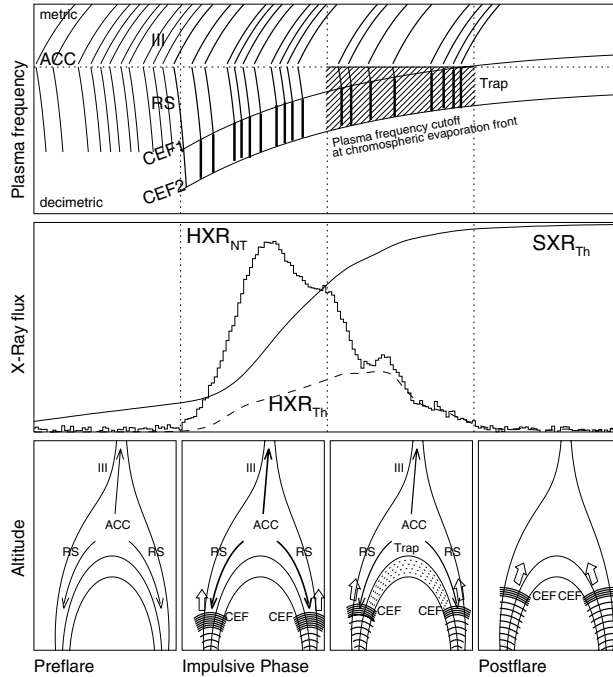 metric
III
ACC
RS
Trap
Plasma frequency cutoff
at chromospheric evaporation front
CEF1
CEF2
decimetric
Plasma frequency
HXR_NT
SXR_Th
HXR_Th
X-Ray flux
III
ACC
RS
RS
III
ACC
RS
RS
CEF
CEF
III
ACC
RS
RS
Trap
CEF
CEF
CEF
CEF
Altitude
Preflare
Impulsive Phase
Postflare